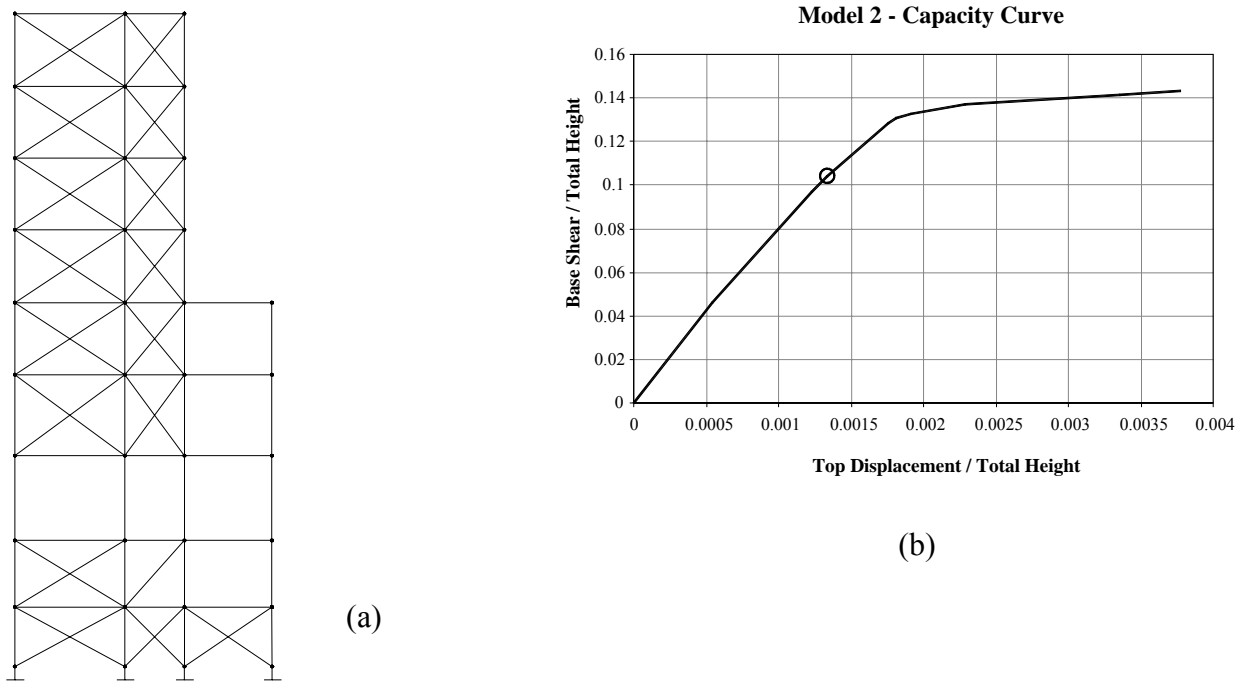 Model 2 - Capacity Curve
0.16
0.14
0.12
0.1
0.08
0.06
0.04
0.02
0
Base Shear / Total Height
0 0.0005 0.001 0.0015 0.002 0.0025 0.003 0.0035 0.004
Top Displacement / Total Height
(a)
(b)